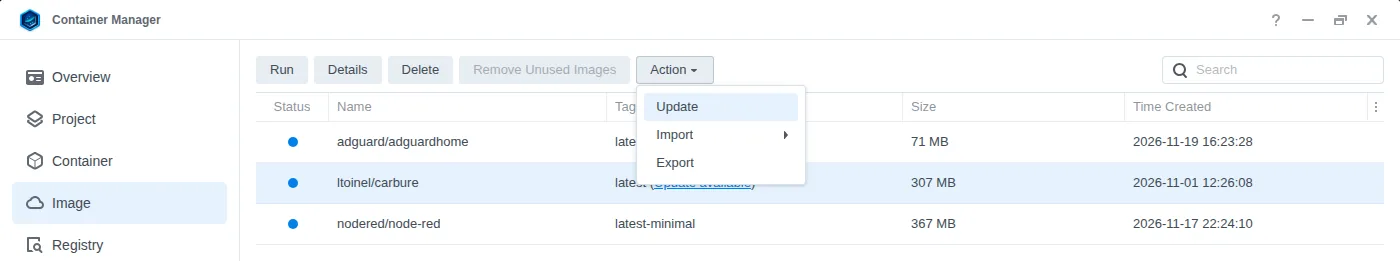 Container Manager
Overview
Project
Container
Image
Registry
Run Details Delete Remove Unused Images Action Search
Update
Import
Export
Status Name Tag Size Time Created
adguard/adguardhome 71 MB 2026-11-19 16:23:28
ltoinel/carbure latest (Update available) 307 MB 2026-11-01 12:26:08
nodered/node-red latest-minimal 367 MB 2026-11-17 22:24:10